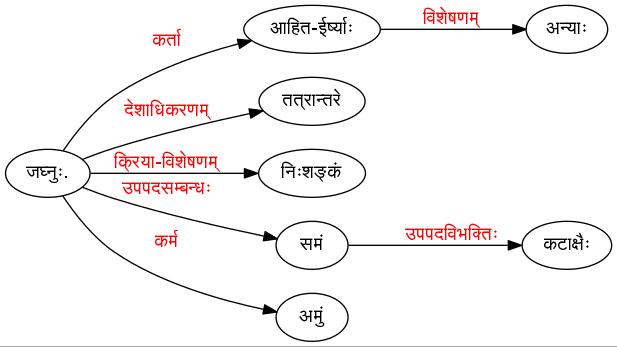 विशेषणम्
कर्ता
आहित-ईर्ष्याः
अन्याः
देशाधिकरणम्
तत्रान्तरे
जघ्नुः.
क्रिया-विशेषणम्
निःशङ्कं
उपपदसम्बन्धः
कर्म
समं
उपपदविभक्तिः
कटाक्षैः
अमुं